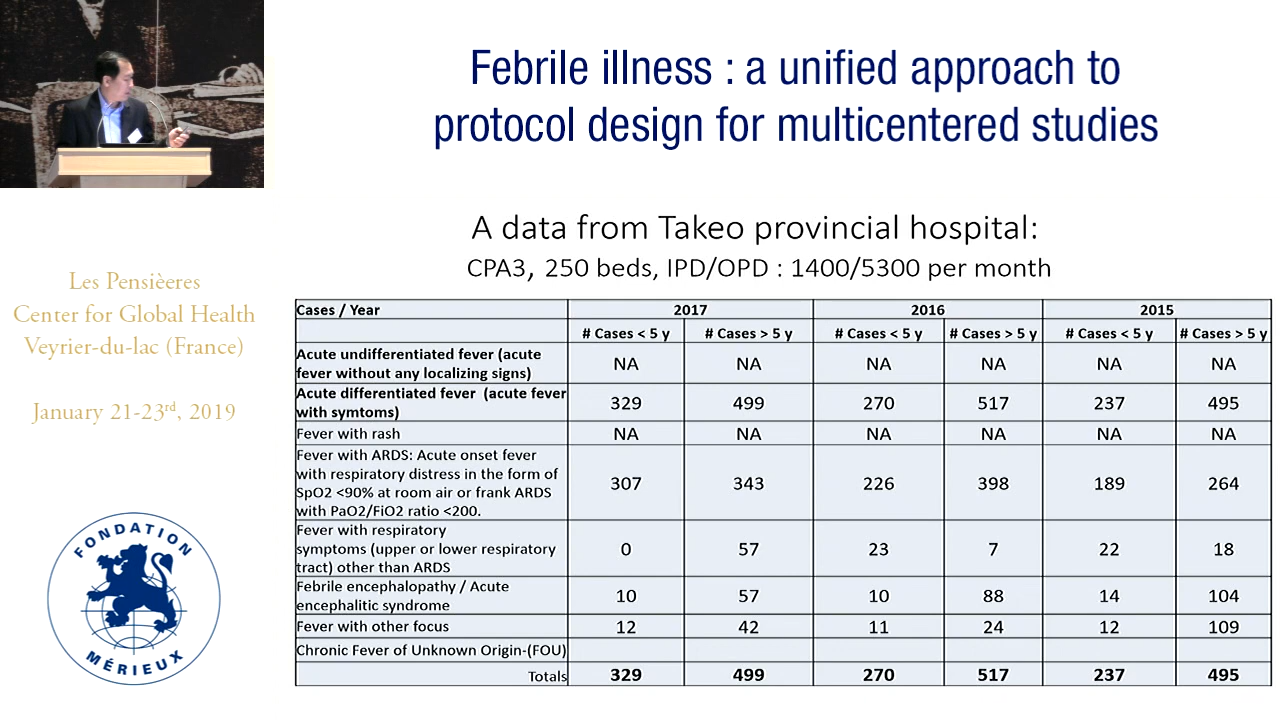 Febrile illness : a unified approach to
protocol design for multicentered studies
A data from Takeo provincial hospital:
CPA3, 250 beds, IPD/OPD : 1400/5300 per month
Les Pensièeres
Center for Global Health
Veyrier-du-lac (France)
January 21-23rd, 2019
FONDATION
MÉRIEUX
Cases / Year 2017 2016 2015
# Cases < 5 y # Cases > 5 y # Cases < 5 y # Cases > 5 y # Cases < 5 y # Cases > 5 y
Acute undifferentiated fever (acute
fever without any localizing signs) NA NA NA NA NA NA
Acute differentiated fever (acute fever
with symtoms) 329 499 270 517 237 495
Fever with rash NA NA NA NA NA NA
Fever with ARDS: Acute onset fever
with respiratory distress in the form of
SpO2 <90% at room air or frank ARDS
with PaO2/FiO2 ratio <200. 307 343 226 398 189 264
Fever with respiratory
symptoms (upper or lower respiratory
tract) other than ARDS 0 57 23 7 22 18
Febrile encephalopathy / Acute
encephalitic syndrome 10 57 10 88 14 104
Fever with other focus 12 42 11 24 12 109
Chronic Fever of Unknown Origin-(FOU)
Totals 329 499 270 517 237 495